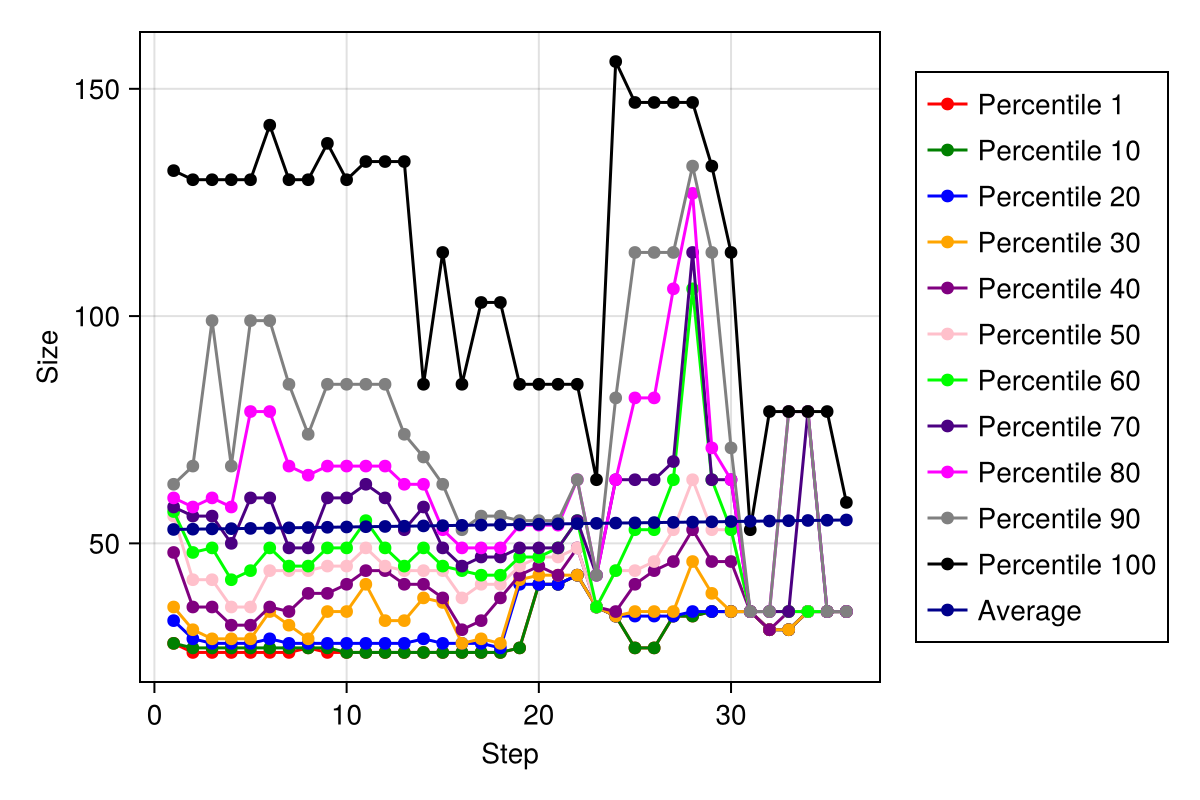 150
100
50
Size
0
10
20
30
Step
Percentile 1
Percentile 10
Percentile 20
Percentile 30
Percentile 40
Percentile 50
Percentile 60
Percentile 70
Percentile 80
Percentile 90
Percentile 100
Average